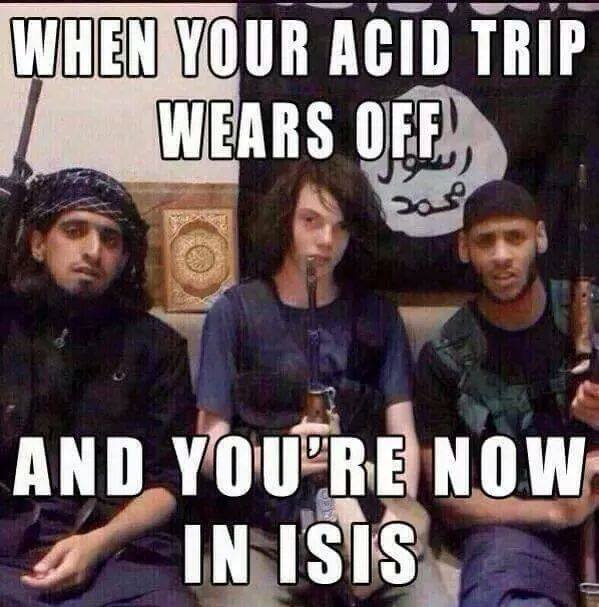 WHEN YOUR ACID TRIP
WEARS OFF
رسول
محمد
AND YOU'RE NOW
IN ISIS